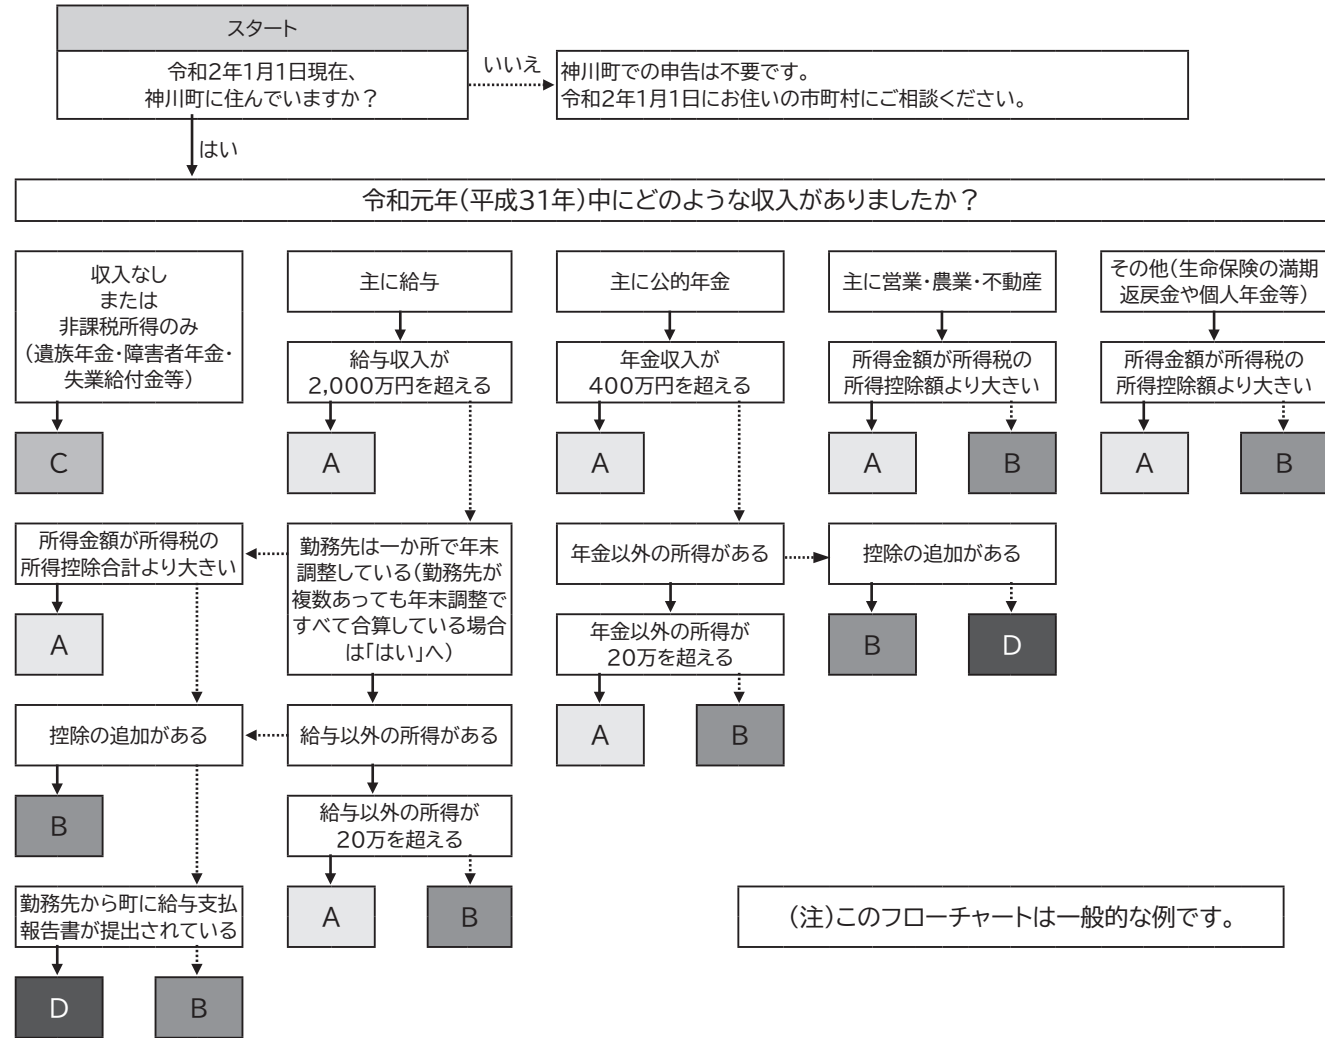 スタート
令和2年1月1日現在、
神川町に住んでいますか？
いいえ
神川町での申告は不要です。
令和2年1月1日にお住いの市町村にご相談ください。
はい
令和元年（平成31年）中にどのような収入がありましたか？
収入なし
または
非課税所得のみ
（遺族年金・障害者年金・
失業給付金等）
主に給与
主に公的年金
主に営業・農業・不動産
その他（生命保険の満期
返戻金や個人年金等）
給与収入が
2,000万円を超える
年金収入が
400万円を超える
所得金額が所得税の
所得控除額より大きい
所得金額が所得税の
所得控除額より大きい
C
A
A
A
B
A
B
所得金額が所得税の
所得控除合計より大きい
勤務先は一か所で年末
調整している（勤務先が
複数あっても年末調整で
すべて合算している場合
は「はい」へ）
年金以外の所得がある
控除の追加がある
A
年金以外の所得が
20万を超える
B
D
控除の追加がある
給与以外の所得がある
A
B
B
給与以外の所得が
20万を超える
勤務先から町に給与支払
報告書が提出されている
A
B
（注）このフローチャートは一般的な例です。
D
B